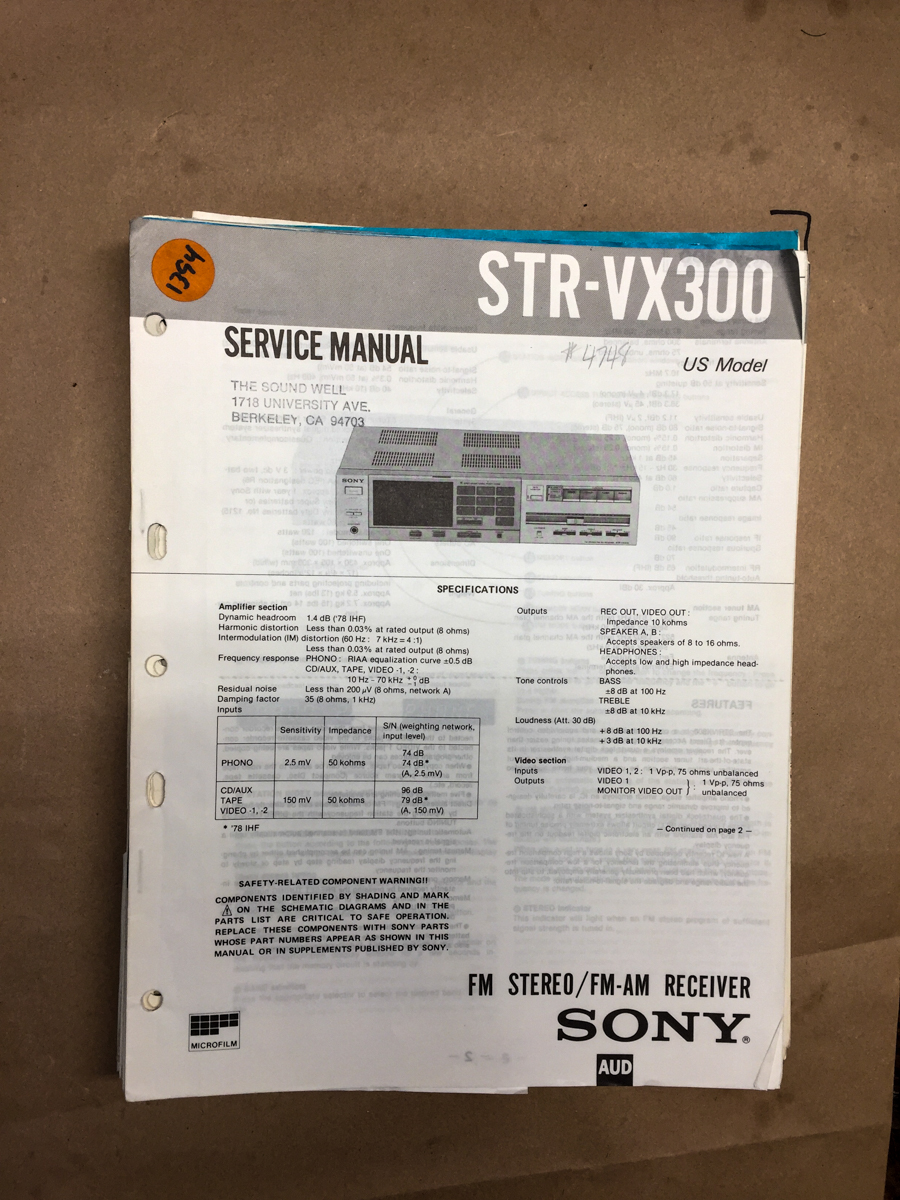 1394
STR-VX300
SERVICE MANUAL
# 4748
US Model
THE SOUND WELL
1718 UNIVERSITY AVE.
BERKELEY, CA 94703
SONY
SPECIFICATIONS
Amplifier section
Dynamic headroom 1.4 dB ('78 IHF)
Harmonic distortion Less than 0.03% at rated output (8 ohms)
Intermodulation (IM) distortion (60 Hz : 7 kHz = 4 :1)
Less than 0.03% at rated output (8 ohms)
Frequency response PHONO : RIAA equalization curve ±0.5 dB
CD/AUX, TAPE, VIDEO -1, -2 :
10 Hz - 70 kHz +0 -1 dB
Residual noise Less than 200 μV (8 ohms, network A)
Damping factor 35 (8 ohms, 1 kHz)
Inputs
Sensitivity Impedance S/N (weighting network, input level)
PHONO 2.5 mV 50 kohms 74 dB
74 dB*
(A, 2.5 mV)
CD/AUX 96 dB
TAPE 150 mV 50 kohms 79 dB*
VIDEO -1, -2 (A, 150 mV)
* '78 IHF
Outputs REC OUT, VIDEO OUT :
Impedance 10 kohms
SPEAKER A, B :
Accepts speakers of 8 to 16 ohms.
HEADPHONES :
Accepts low and high impedance head-
phones.
Tone controls BASS
±8 dB at 100 Hz
TREBLE
±8 dB at 10 kHz
Loudness (Att. 30 dB)
+8 dB at 100 Hz
+3 dB at 10 kHz
Video section
Inputs VIDEO 1, 2 : 1 Vp-p, 75 ohms unbalanced
Outputs VIDEO 1 } : 1 Vp-p, 75 ohms
MONITOR VIDEO OUT } unbalanced
— Continued on page 2 —
SAFETY-RELATED COMPONENT WARNING!!
COMPONENTS IDENTIFIED BY SHADING AND MARK
⚠ ON THE SCHEMATIC DIAGRAMS AND IN THE
PARTS LIST ARE CRITICAL TO SAFE OPERATION.
REPLACE THESE COMPONENTS WITH SONY PARTS
WHOSE PART NUMBERS APPEAR AS SHOWN IN THIS
MANUAL OR IN SUPPLEMENTS PUBLISHED BY SONY.
FM STEREO/FM-AM RECEIVER
SONY®
MICROFILM
AUD